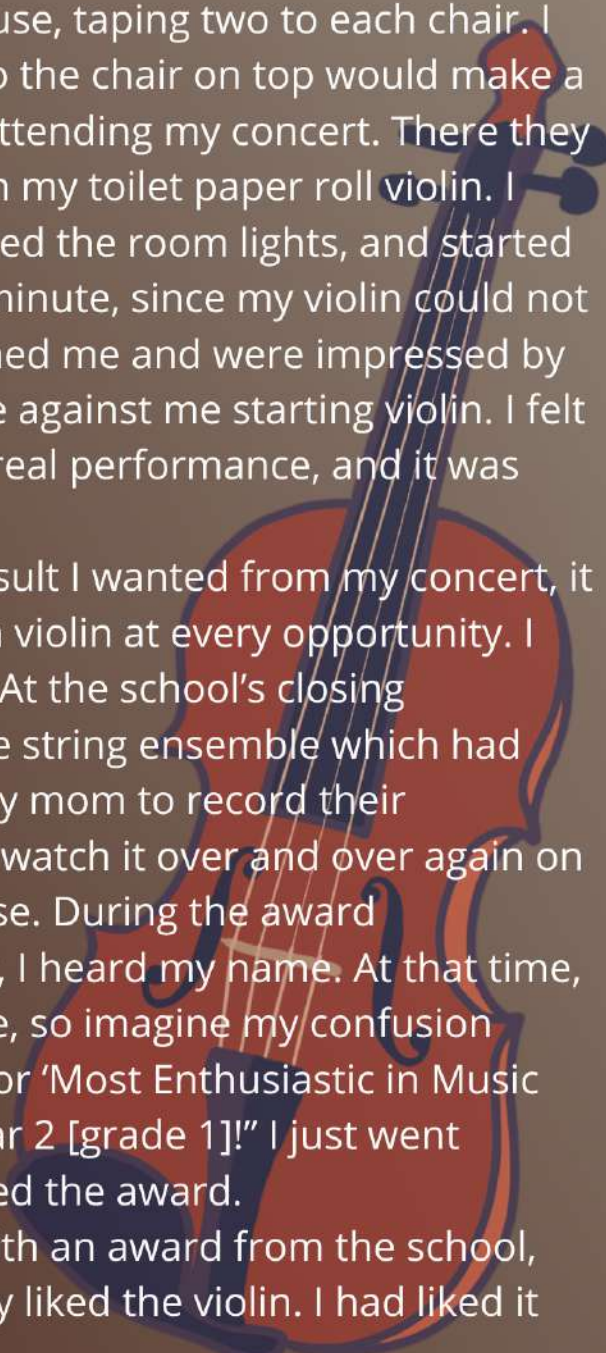 use, taping two to each chair. I
the chair on top would make a
ttending my concert. There they
my toilet paper roll violin. I
ed the room lights, and started
minute, since my violin could not
ned me and were impressed by
against me starting violin. I felt
real performance, and it was
sult I wanted from my concert, it
violin at every opportunity. I
At the school's closing
string ensemble which had
y mom to record their
watch it over and over again on
se. During the award
, I heard my name. At that time,
e, so imagine my confusion
or ‘Most Enthusiastic in Music
ar 2 [grade 1]!” I just went
ed the award.
th an award from the school,
y liked the violin. I had liked it